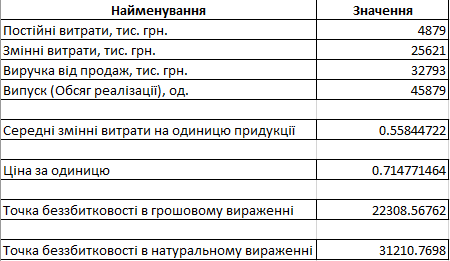 Найменування Значення
Постійні витрати, тис. грн. 4879
Змінні витрати, тис. грн. 25621
Виручка від продаж, тис. грн. 32793
Випуск (Обсяг реалізації), од. 45879
Середні змінні витрати на одиницю придукції 0.55844722
Ціна за одиницю 0.714771464
Точка беззбитковості в грошовому вираженні 22308.56762
Точка беззбитковості в натуральному вираженні 31210.7698